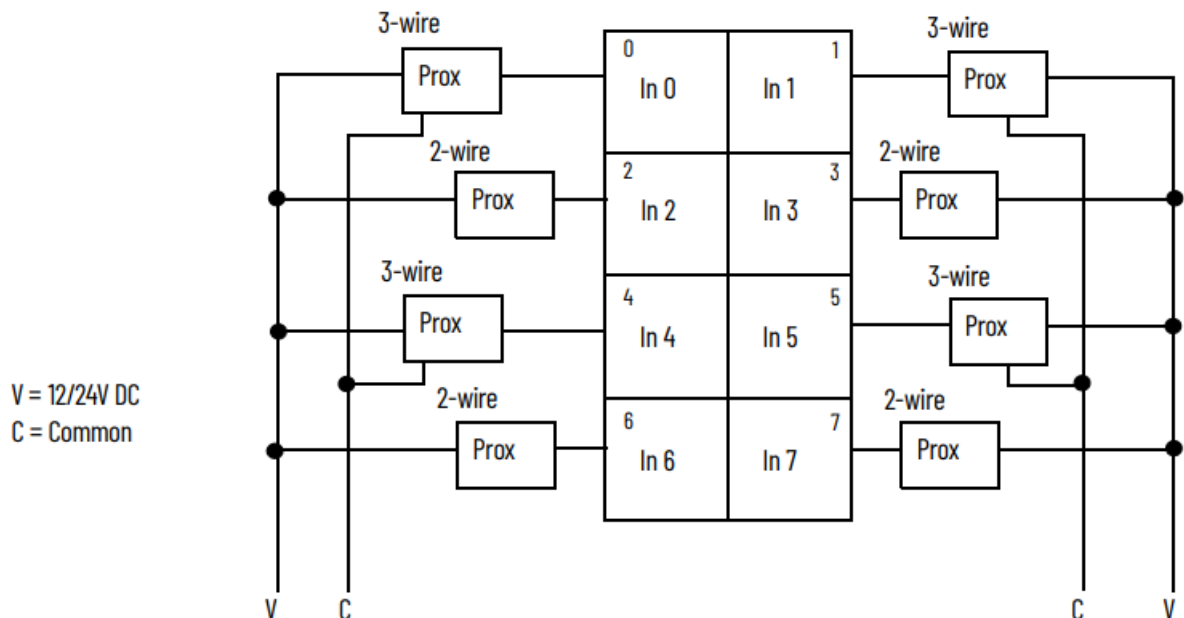 3-wire
3-wire
0
1
Prox
In 0
In 1
Prox
2-wire
2-wire
2
3
Prox
In 2
In 3
Prox
3-wire
3-wire
4
5
Prox
In 4
In 5
Prox
V = 12/24V DC
C = Common
2-wire
2-wire
6
7
Prox
In 6
In 7
Prox
V
C
C
V